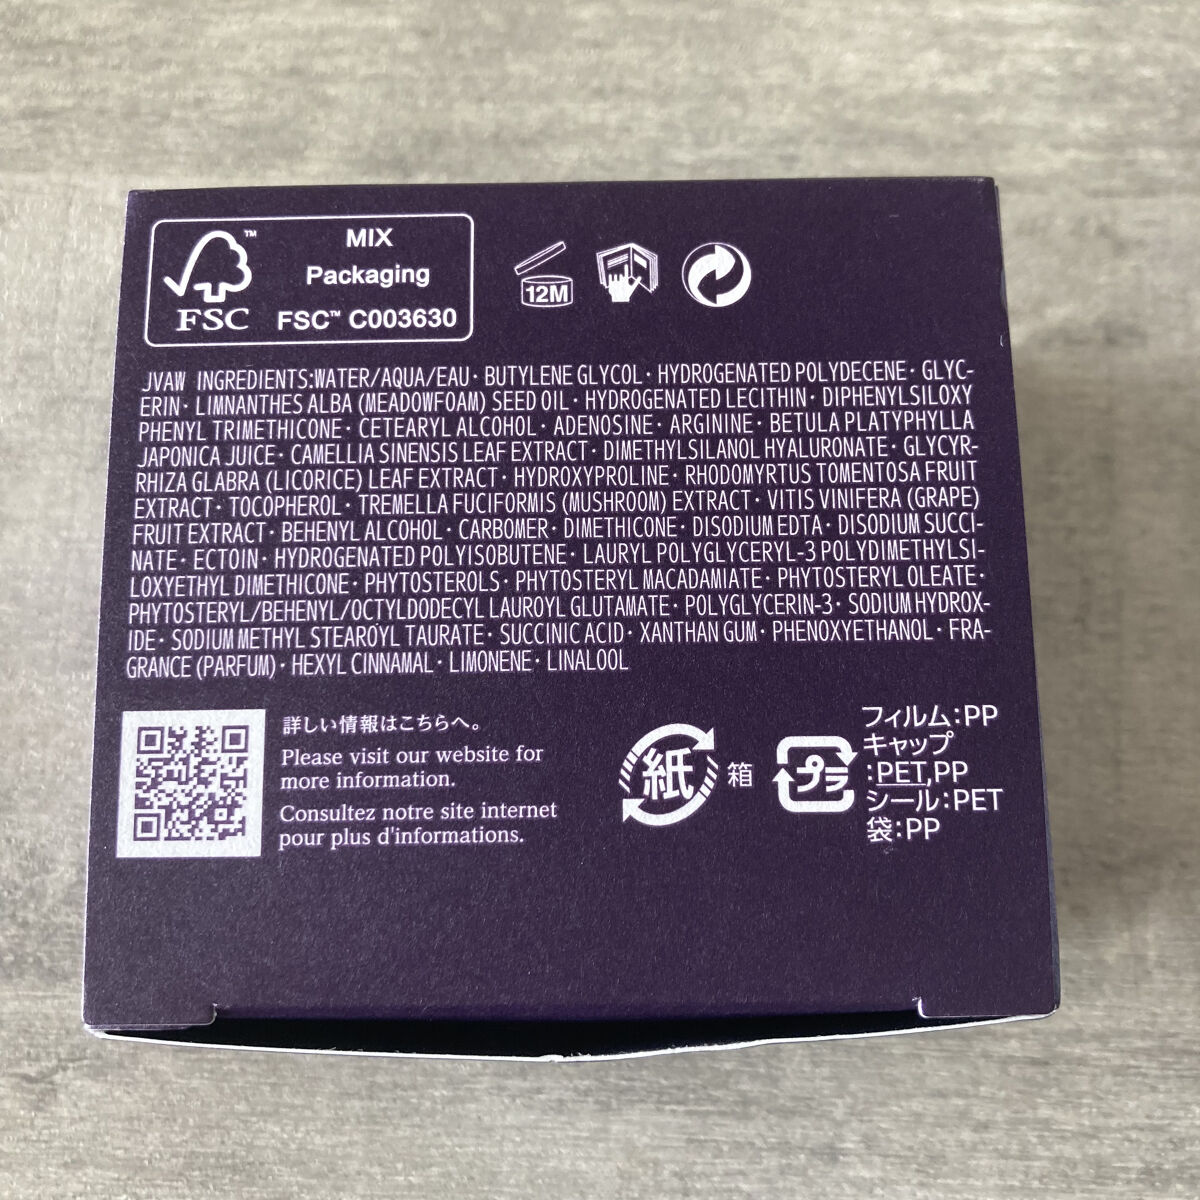 MIX
Packaging
FSC™ C003630
™
FSC
12M
JVAW INGREDIENTS:WATER/AQUA/EAU· BUTYLENE GLYCOL· HYDROGENATED POLYDECENE· GLYC-
ERIN· LIMNANTHES ALBA (MEADOWFOAM) SEED OIL· HYDROGENATED LECITHIN· DIPHENYLSILOXY
PHENYL TRIMETHICONE· CETEARYL ALCOHOL· ADENOSINE· ARGININE· BETULA PLATYPHYLLA
JAPONICA JUICE· CAMELLIA SINENSIS LEAF EXTRACT· DIMETHYLSILANOL HYALURONATE· GLYCYR-
RHIZA GLABRA (LICORICE) LEAF EXTRACT· HYDROXYPROLINE· RHODOMYRTUS TOMENTOSA FRUIT
EXTRACT· TOCOPHEROL· TREMELLA FUCIFORMIS (MUSHROOM) EXTRACT· VITIS VINIFERA (GRAPE)
FRUIT EXTRACT· BEHENYL ALCOHOL· CARBOMER· DIMETHICONE· DISODIUM EDTA· DISODIUM SUCCI-
NATE· ECTOIN· HYDROGENATED POLYISOBUTENE· LAURYL POLYGLYCERYL-3 POLYDIMETHYLSI-
LOXYETHYL DIMETHICONE· PHYTOSTEROLS· PHYTOSTERYL MACADAMIATE· PHYTOSTERYL OLEATE·
PHYTOSTERYL/BEHENYL/OCTYLDODECYL LAUROYL GLUTAMATE· POLYGLYCERIN-3· SODIUM HYDROX-
IDE· SODIUM METHYL STEAROYL TAURATE· SUCCINIC ACID· XANTHAN GUM· PHENOXYETHANOL· FRA-
GRANCE (PARFUM)· HEXYL CINNAMAL· LIMONENE· LINALOOL
詳しい情報はこちらへ。
Please visit our website for
more information.
Consultez notre site internet
pour plus d'informations.
紙 箱
プラ
フィルム:PP
キャップ
:PET,PP
シール:PET
袋:PP